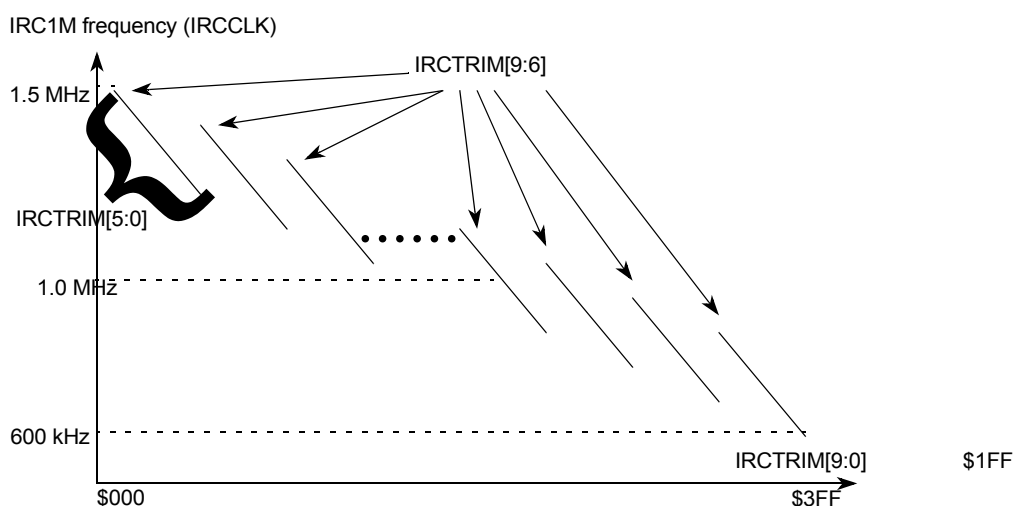 IRC1M frequency (IRCCLK)
IRCTRIM[9:6]
1.5 MHz
IRCTRIM[5:0]
1.0 MHz
600 kHz
IRCTRIM[9:0]
$1FF
$000
$3FF